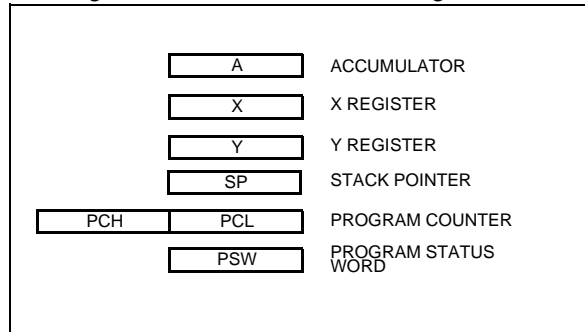 A ACCUMULATOR
X X REGISTER
Y Y REGISTER
SP STACK POINTER
PCH PCL PROGRAM COUNTER
PSW PROGRAM STATUS
WORD